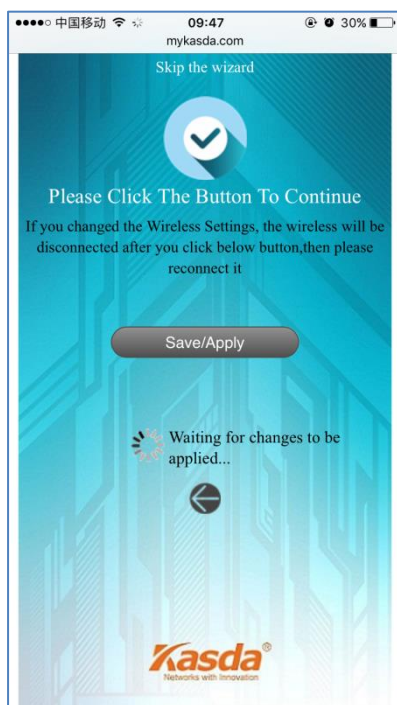 中国移动
09:47
30%
mykasda.com
Skip the wizard
Please Click The Button To Continue
If you changed the Wireless Settings, the wireless will be
disconnected after you click below button,then please
reconnect it
Save/Apply
Waiting for changes to be
applied...
Kasda®
Networks with Innovation